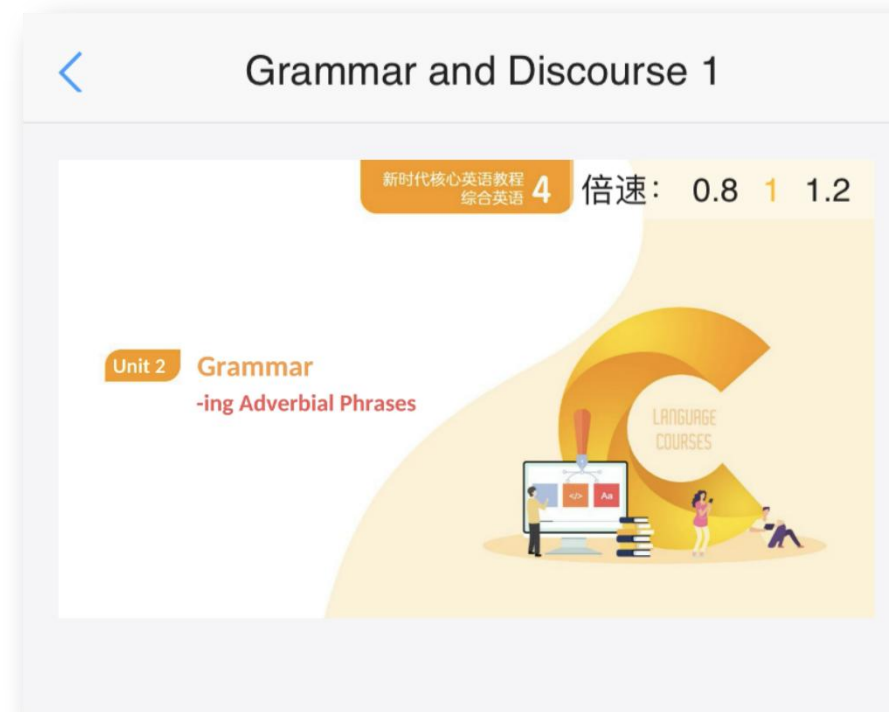 Grammar and Discourse 1
新时代核心英语教程
综合英语 4
倍速： 0.8 1 1.2
Unit 2 Grammar
-ing Adverbial Phrases
LANGUAGE
COURSES
</> Aa